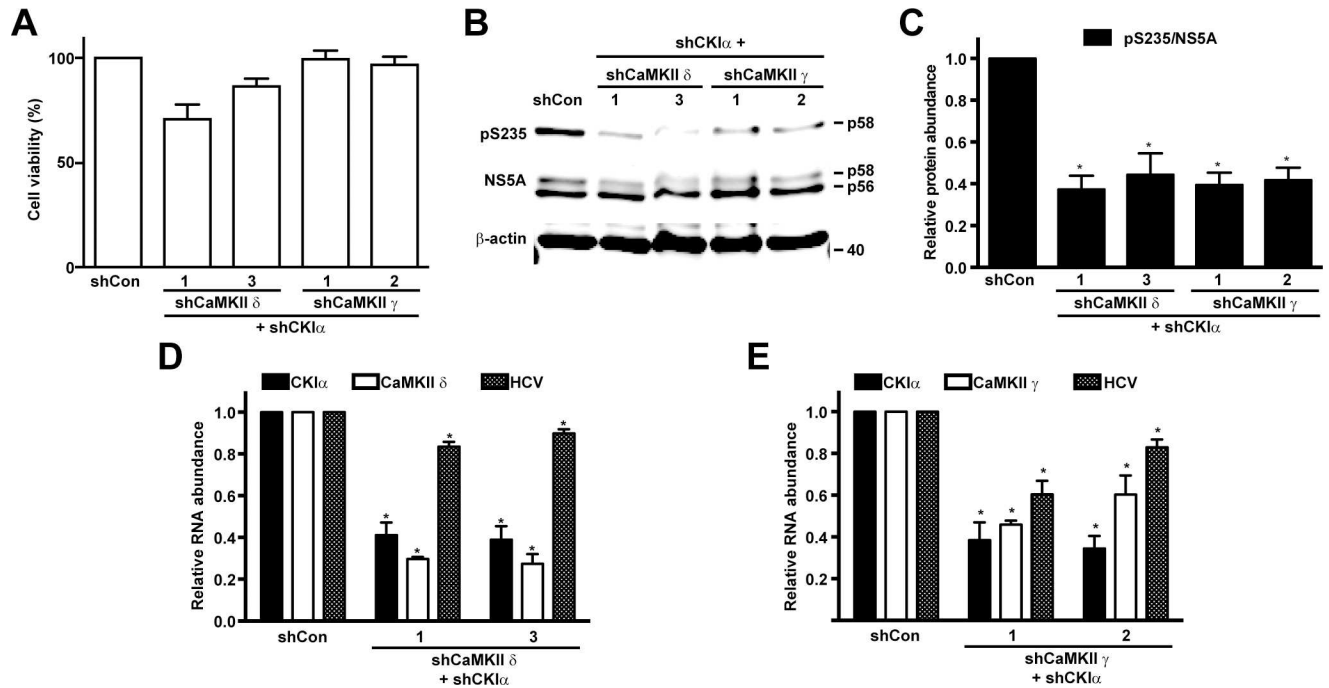 A
Cell viability (%)
100
50
0
shCon
1
3
1
2
shCaMKII δ
shCaMKII γ
+ shCKIα
B
shCKIα +
shCaMKII δ
shCaMKII γ
shCon
1
3
1
2
pS235
p58
NS5A
p58
p56
β-actin
40
C
pS235/NS5A
Relative protein abundance
1.0
0.8
0.6
0.4
0.2
0.0
* * * *
shCon
1
3
1
2
shCaMKII δ
shCaMKII γ
+ shCKIα
D
CKIα
CaMKII δ
HCV
Relative RNA abundance
1.0
0.8
0.6
0.4
0.2
0.0
* * * * * *
shCon
1
3
shCaMKII δ
+ shCKIα
E
CKIα
CaMKII γ
HCV
Relative RNA abundance
1.0
0.8
0.6
0.4
0.2
* * * * * *
shCon
1
2
shCaMKII γ
+ shCKIα